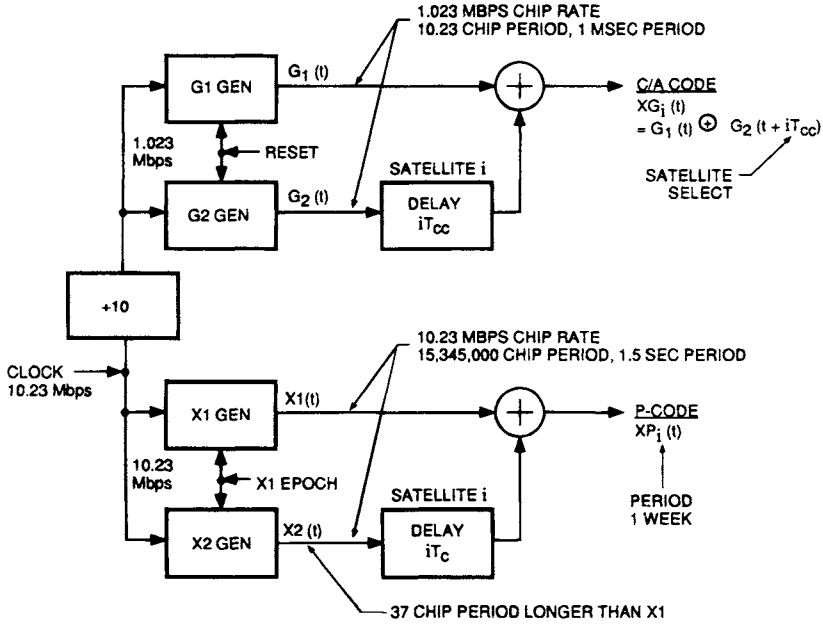 1.023 MBPS CHIP RATE
10.23 CHIP PERIOD, 1 MSEC PERIOD
G1 GEN
G₁ (t)
+
C/A CODE
XGᵢ (t)
= G₁ (t) ⊕ G₂ (t + iT_CC)
1.023
Mbps
RESET
SATELLITE i
SATELLITE
SELECT
G2 GEN
G₂ (t)
DELAY
iT_CC
+10
10.23 MBPS CHIP RATE
15,345,000 CHIP PERIOD, 1.5 SEC PERIOD
CLOCK
10.23 Mbps
X1 GEN
X1(t)
+
P-CODE
XPᵢ (t)
10.23
Mbps
X1 EPOCH
SATELLITE i
PERIOD
1 WEEK
X2 GEN
X2 (t)
DELAY
iT_C
37 CHIP PERIOD LONGER THAN X1